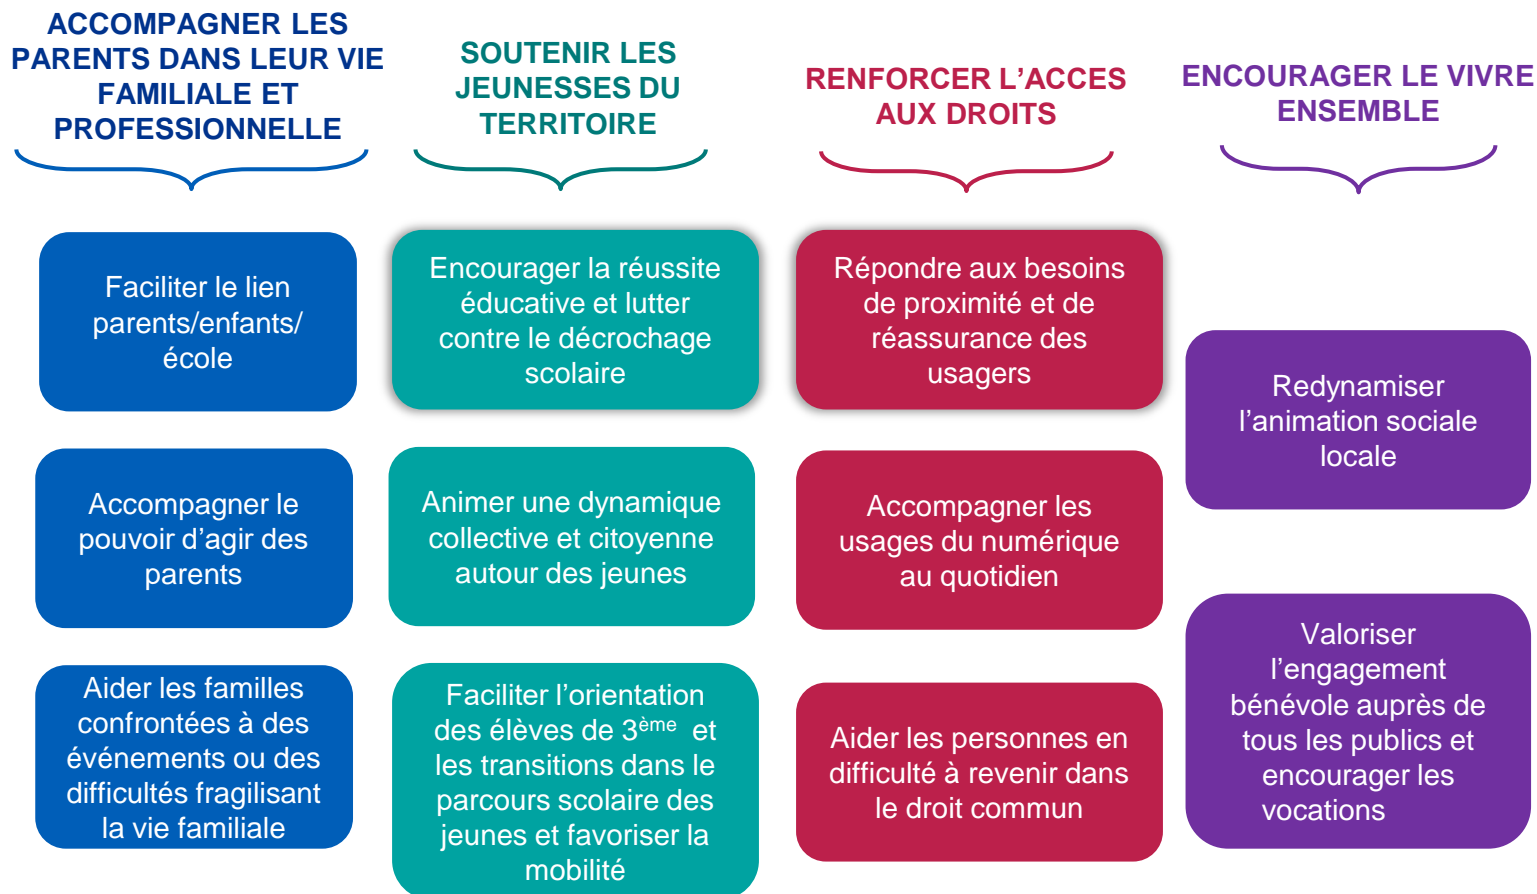 ACCOMPAGNER LES
PARENTS DANS LEUR VIE
FAMILIALE ET
PROFESSIONNELLE
SOUTENIR LES
JEUNESSES DU
TERRITOIRE
RENFORCER L’ACCES
AUX DROITS
ENCOURAGER LE VIVRE
ENSEMBLE
Faciliter le lien
parents/enfants/
école
Accompagner le
pouvoir d’agir des
parents
Aider les familles
confrontées à des
événements ou des
difficultés fragilisant
la vie familiale
Encourager la réussite
éducative et lutter
contre le décrochage
scolaire
Animer une dynamique
collective et citoyenne
autour des jeunes
Faciliter l’orientation
des élèves de 3ème et
les transitions dans le
parcours scolaire des
jeunes et favoriser la
mobilité
Répondre aux besoins
de proximité et de
réassurance des
usagers
Accompagner les
usages du numérique
au quotidien
Aider les personnes en
difficulté à revenir dans
le droit commun
Redynamiser
l’animation sociale
locale
Valoriser
l’engagement
bénévole auprès de
tous les publics et
encourager les
vocations